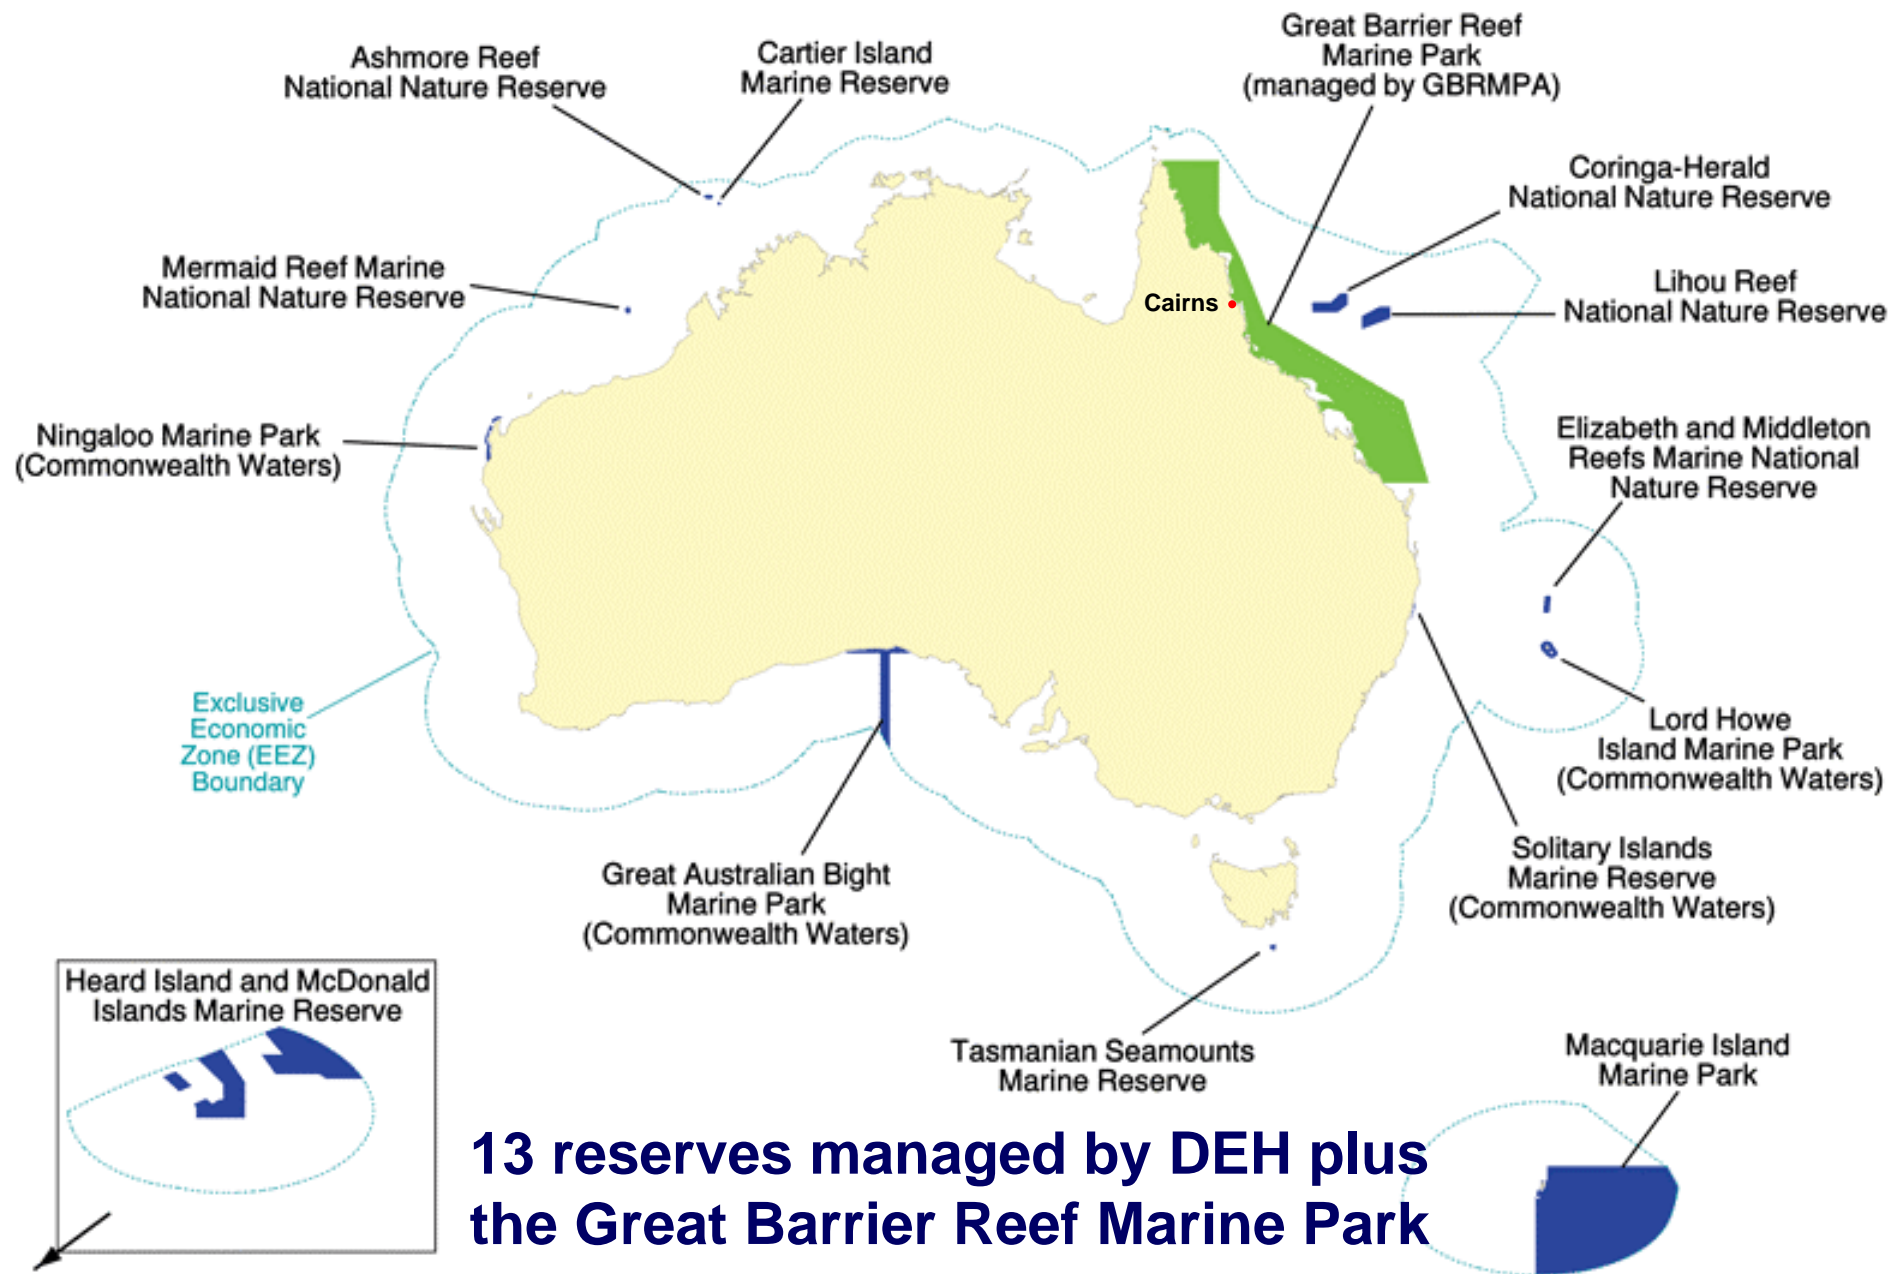 Great Barrier Reef
Marine Park
(managed by GBRMPA)
Ashmore Reef
National Nature Reserve
Cartier Island
Marine Reserve
Coringa-Herald
National Nature Reserve
Mermaid Reef Marine
National Nature Reserve
Cairns
Lihou Reef
National Nature Reserve
Ningaloo Marine Park
(Commonwealth Waters)
Elizabeth and Middleton
Reefs Marine National
Nature Reserve
Exclusive
Economic
Zone (EEZ)
Boundary
Lord Howe
Island Marine Park
(Commonwealth Waters)
Great Australian Bight
Marine Park
(Commonwealth Waters)
Solitary Islands
Marine Reserve
(Commonwealth Waters)
Heard Island and McDonald
Islands Marine Reserve
Tasmanian Seamounts
Marine Reserve
Macquarie Island
Marine Park
13 reserves managed by DEH plus
the Great Barrier Reef Marine Park